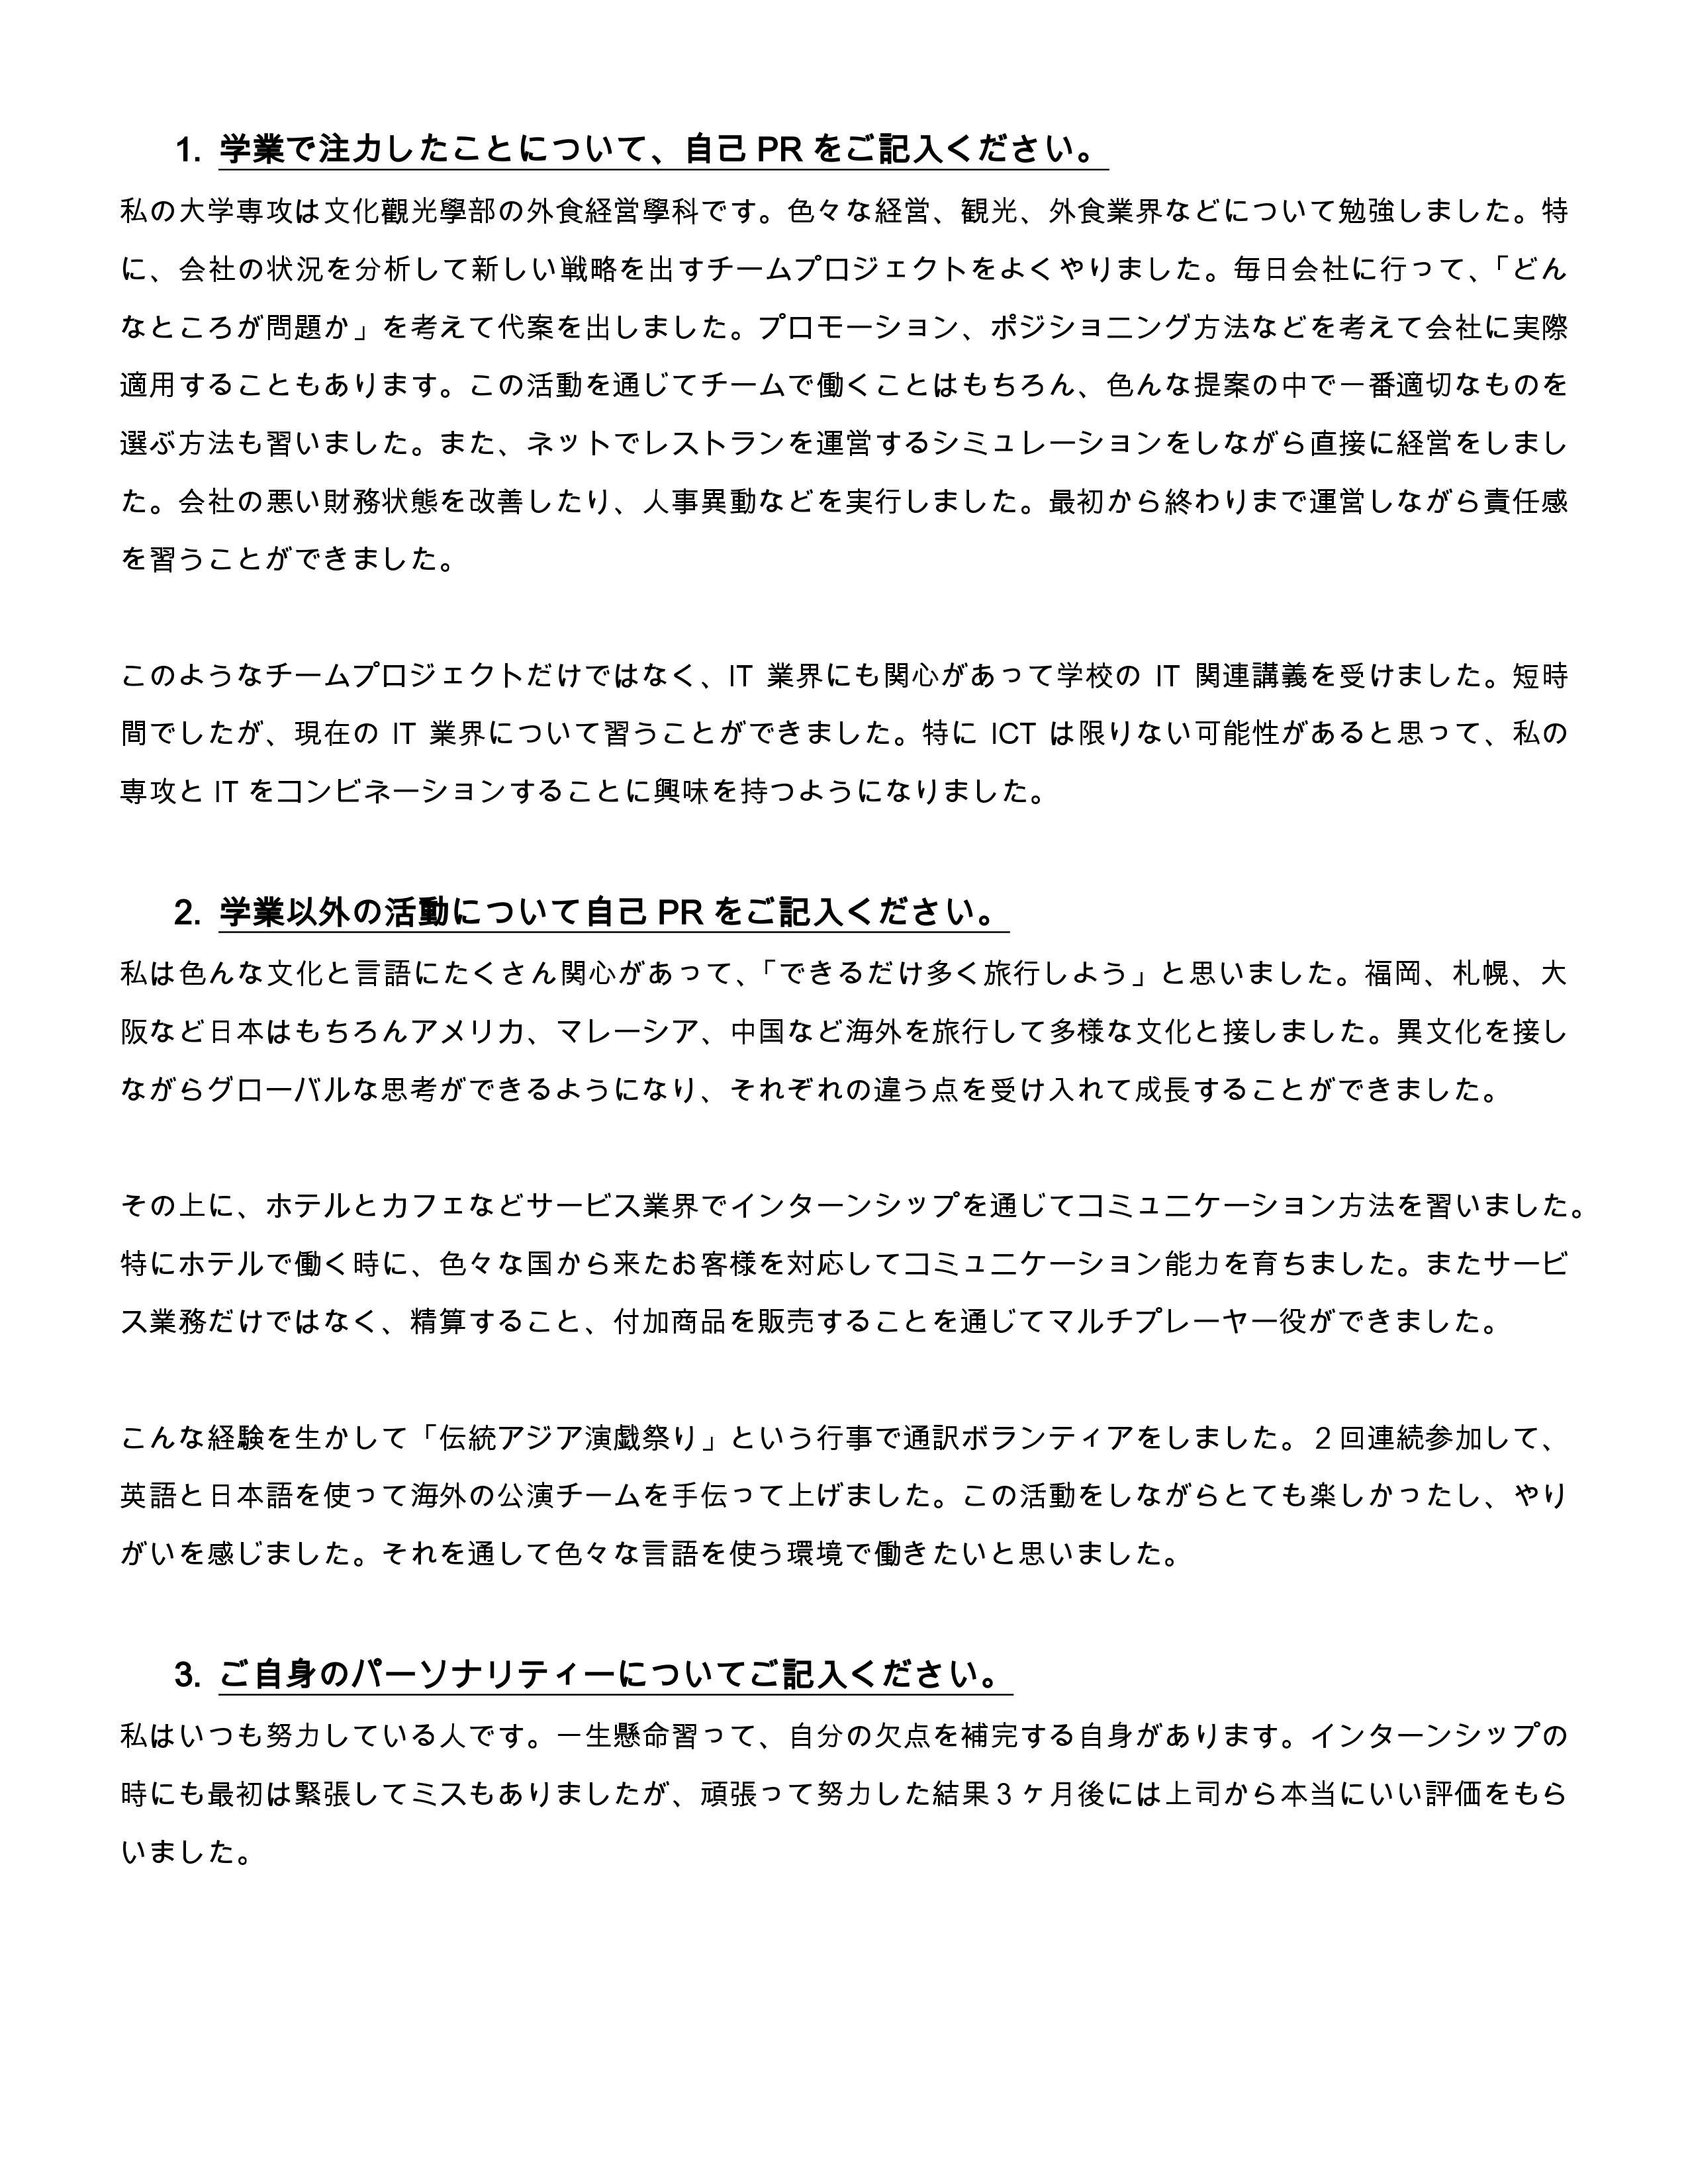 1. 学業で注力したことについて、自己 PR をご記入ください。
私の大学専攻は文化觀光學部の外食経営學科です。色々な経営、観光、外食業界などについて勉強しました。特
に、会社の状況を分析して新しい戦略を出すチームプロジェクトをよくやりました。毎日会社に行って、「どん
なところが問題か」を考えて代案を出しました。プロモーション、ポジショニング方法などを考えて会社に実際
適用することもあります。この活動を通じてチームで働くことはもちろん、色んな提案の中で一番適切なものを
選ぶ方法も習いました。また、ネットでレストランを運営するシミュレーションをしながら直接に経営をしまし
た。会社の悪い財務状態を改善したり、人事異動などを実行しました。最初から終わりまで運営しながら責任感
を習うことができました。
このようなチームプロジェクトだけではなく、IT 業界にも関心があって学校の IT 関連講義を受けました。短時
間でしたが、現在の IT 業界について習うことができました。特に ICT は限りない可能性があると思って、私の
専攻と IT をコンビネーションすることに興味を持つようになりました。
2. 学業以外の活動について自己 PR をご記入ください。
私は色んな文化と言語にたくさん関心があって、「できるだけ多く旅行しよう」と思いました。福岡、札幌、大
阪など日本はもちろんアメリカ、マレーシア、中国など海外を旅行して多様な文化と接しました。異文化を接し
ながらグローバルな思考ができるようになり、それぞれの違う点を受け入れて成長することができました。
その上に、ホテルとカフェなどサービス業界でインターンシップを通じてコミュニケーション方法を習いました。
特にホテルで働く時に、色々な国から来たお客様を対応してコミュニケーション能力を育ちました。またサービ
ス業務だけではなく、精算すること、付加商品を販売することを通じてマルチプレーヤー役ができました。
こんな経験を生かして「伝統アジア演戯祭り」という行事で通訳ボランティアをしました。２回連続参加して、
英語と日本語を使って海外の公演チームを手伝って上げました。この活動をしながらとても楽しかったし、やり
がいを感じました。それを通して色々な言語を使う環境で働きたいと思いました。
3. ご自身のパーソナリティーについてご記入ください。
私はいつも努力している人です。一生懸命習って、自分の欠点を補完する自身があります。インターンシップの
時にも最初は緊張してミスもありましたが、頑張って努力した結果３ヶ月後には上司から本当にいい評価をもら
いました。